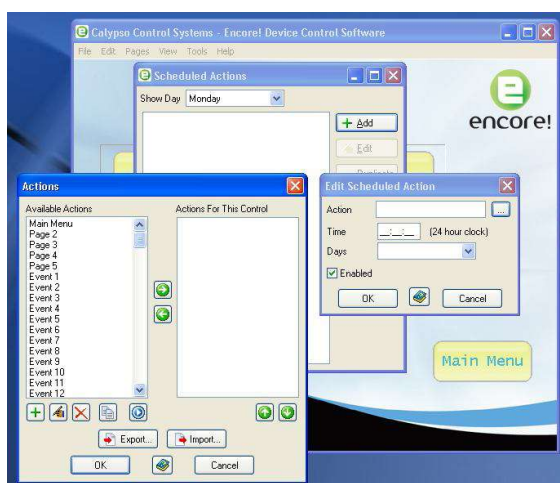 Calypso Control Systems - Encore! Device Control Software
File Edit Pages View Tools Help
encore!
Scheduled Actions
Show Day Monday
Add
Edit
Duplicate
Actions
Available Actions
Actions For This Control
Main Menu
Page 2
Page 3
Page 4
Page 5
Event 1
Event 2
Event 3
Event 4
Event 5
Event 6
Event 7
Event 8
Event 9
Event 10
Event 11
Event 12
Export...
Import...
OK
Cancel
Edit Scheduled Action
Action ...
Time __:__:__ (24 hour clock)
Days
Enabled
OK
Cancel
Main Menu